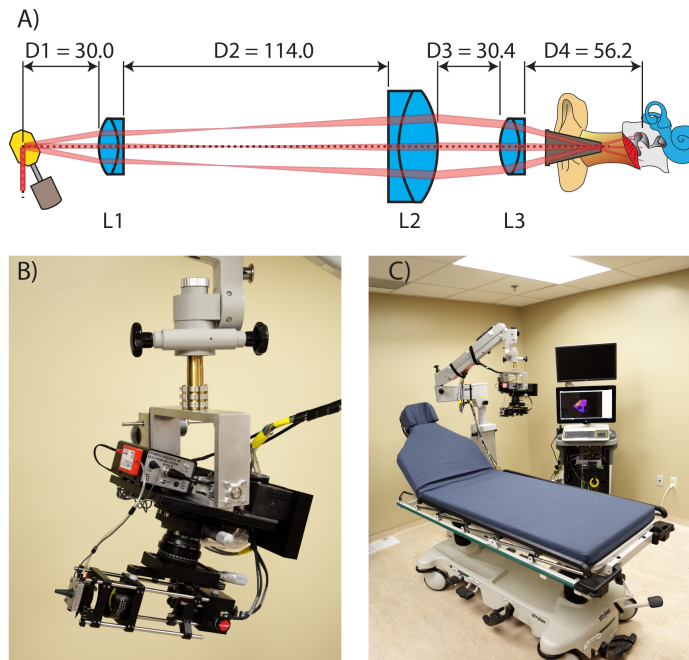 A)
D1 = 30.0
D2 = 114.0
D3 = 30.4
D4 = 56.2
L1
L2
L3
B)
C)
stryker